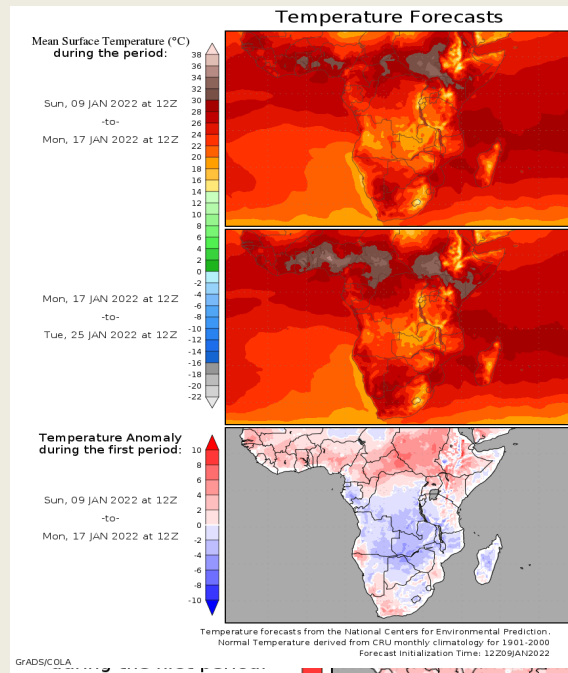 Temperature Forecasts
Mean Surface Temperature (°C)
during the period:
38
36
34
32
30
28
26
24
22
20
18
16
14
12
10
8
6
4
2
0
-2
-4
-6
-8
-10
-12
-14
-16
-18
-20
-22
Sun, 09 JAN 2022 at 12Z
-to-
Mon, 17 JAN 2022 at 12Z
Mon, 17 JAN 2022 at 12Z
-to-
Tue, 25 JAN 2022 at 12Z
Temperature Anomaly
during the first period:
10
8
6
4
2
0
-2
-4
-6
-8
-10
Sun, 09 JAN 2022 at 12Z
-to-
Mon, 17 JAN 2022 at 12Z
Temperature forecasts from the National Centers for Environmental Prediction.
Normal Temperature derived from CRU monthly climatology for 1901-2000
Forecast Initialization Time: 12Z09JAN2022
GrADS/COLA